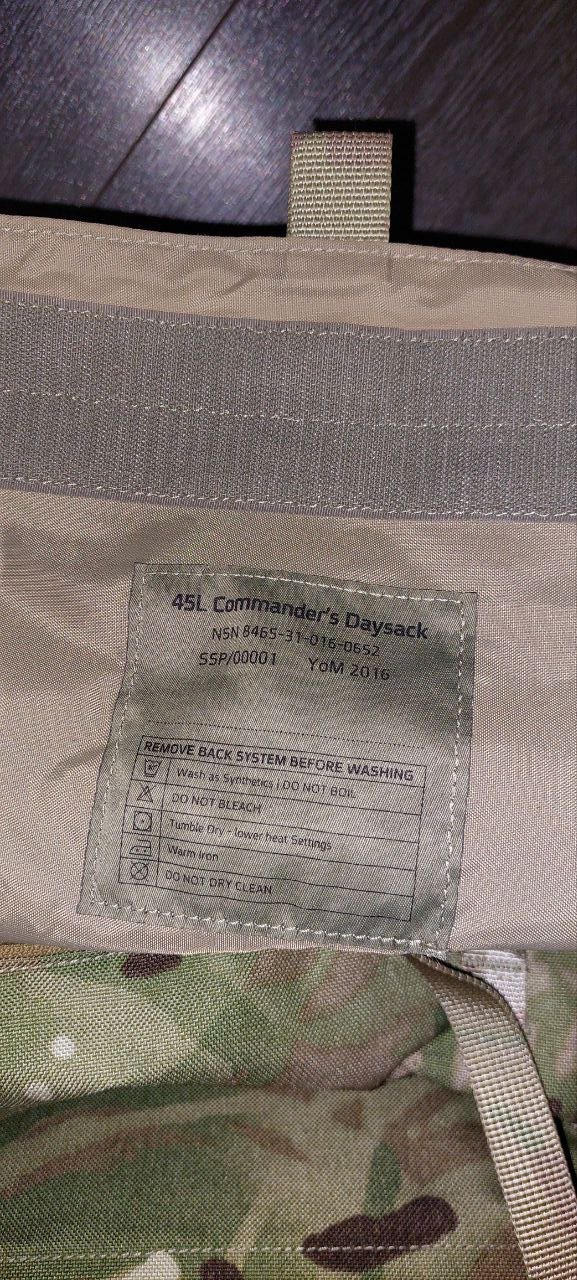 45L Commander's Daysack
NSN 8465-31-016-0652
SSP/00001 YoM 2016
REMOVE BACK SYSTEM BEFORE WASHING
Wash as Synthetics | DO NOT BOIL
DO NOT BLEACH
Tumble Dry - lower heat Settings
Warm Iron
DO NOT DRY CLEAN